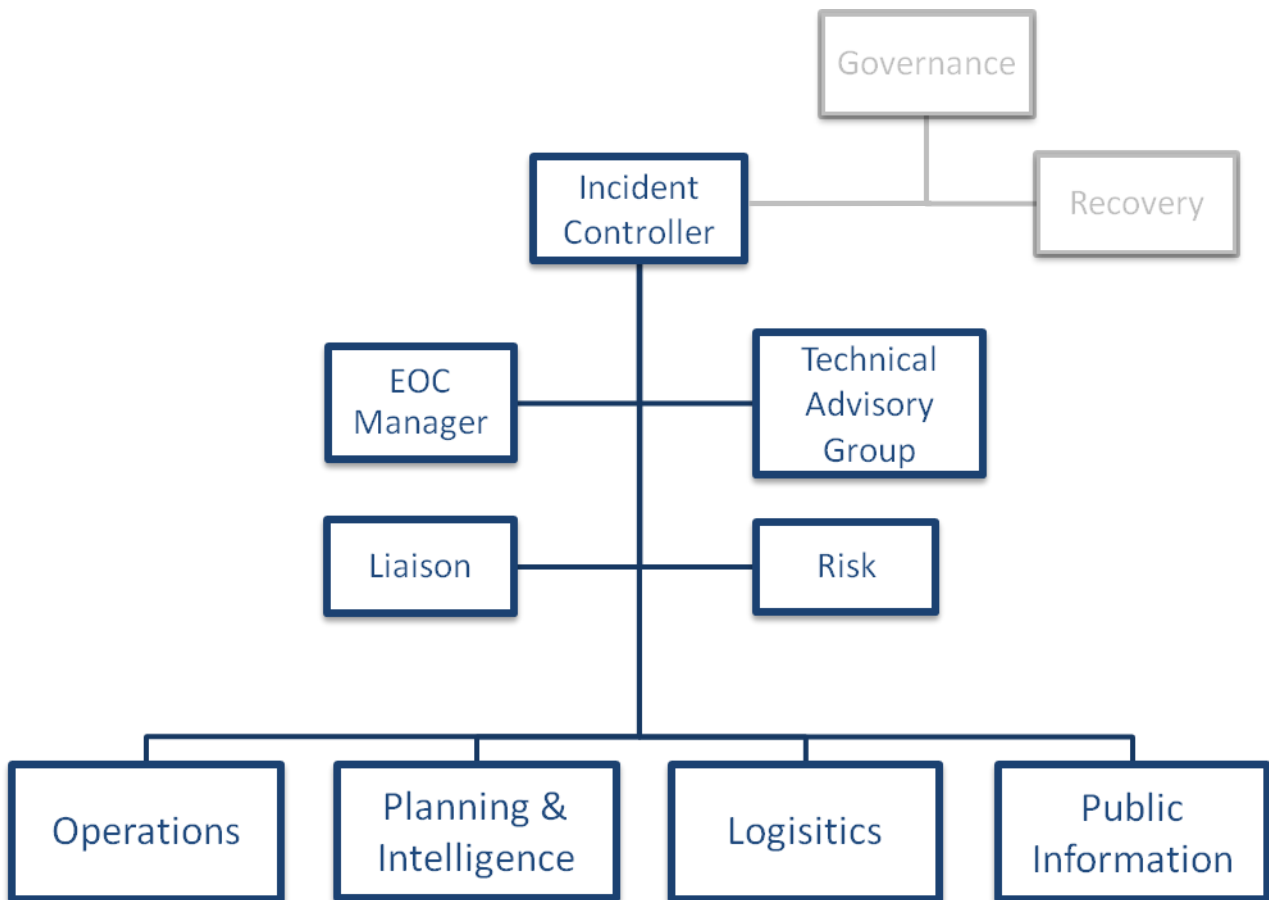 Governance
Incident
Controller
Recovery
EOC
Manager
Technical
Advisory
Group
Liaison
Risk
Operations
Planning &
Intelligence
Logisitics
Public
Information